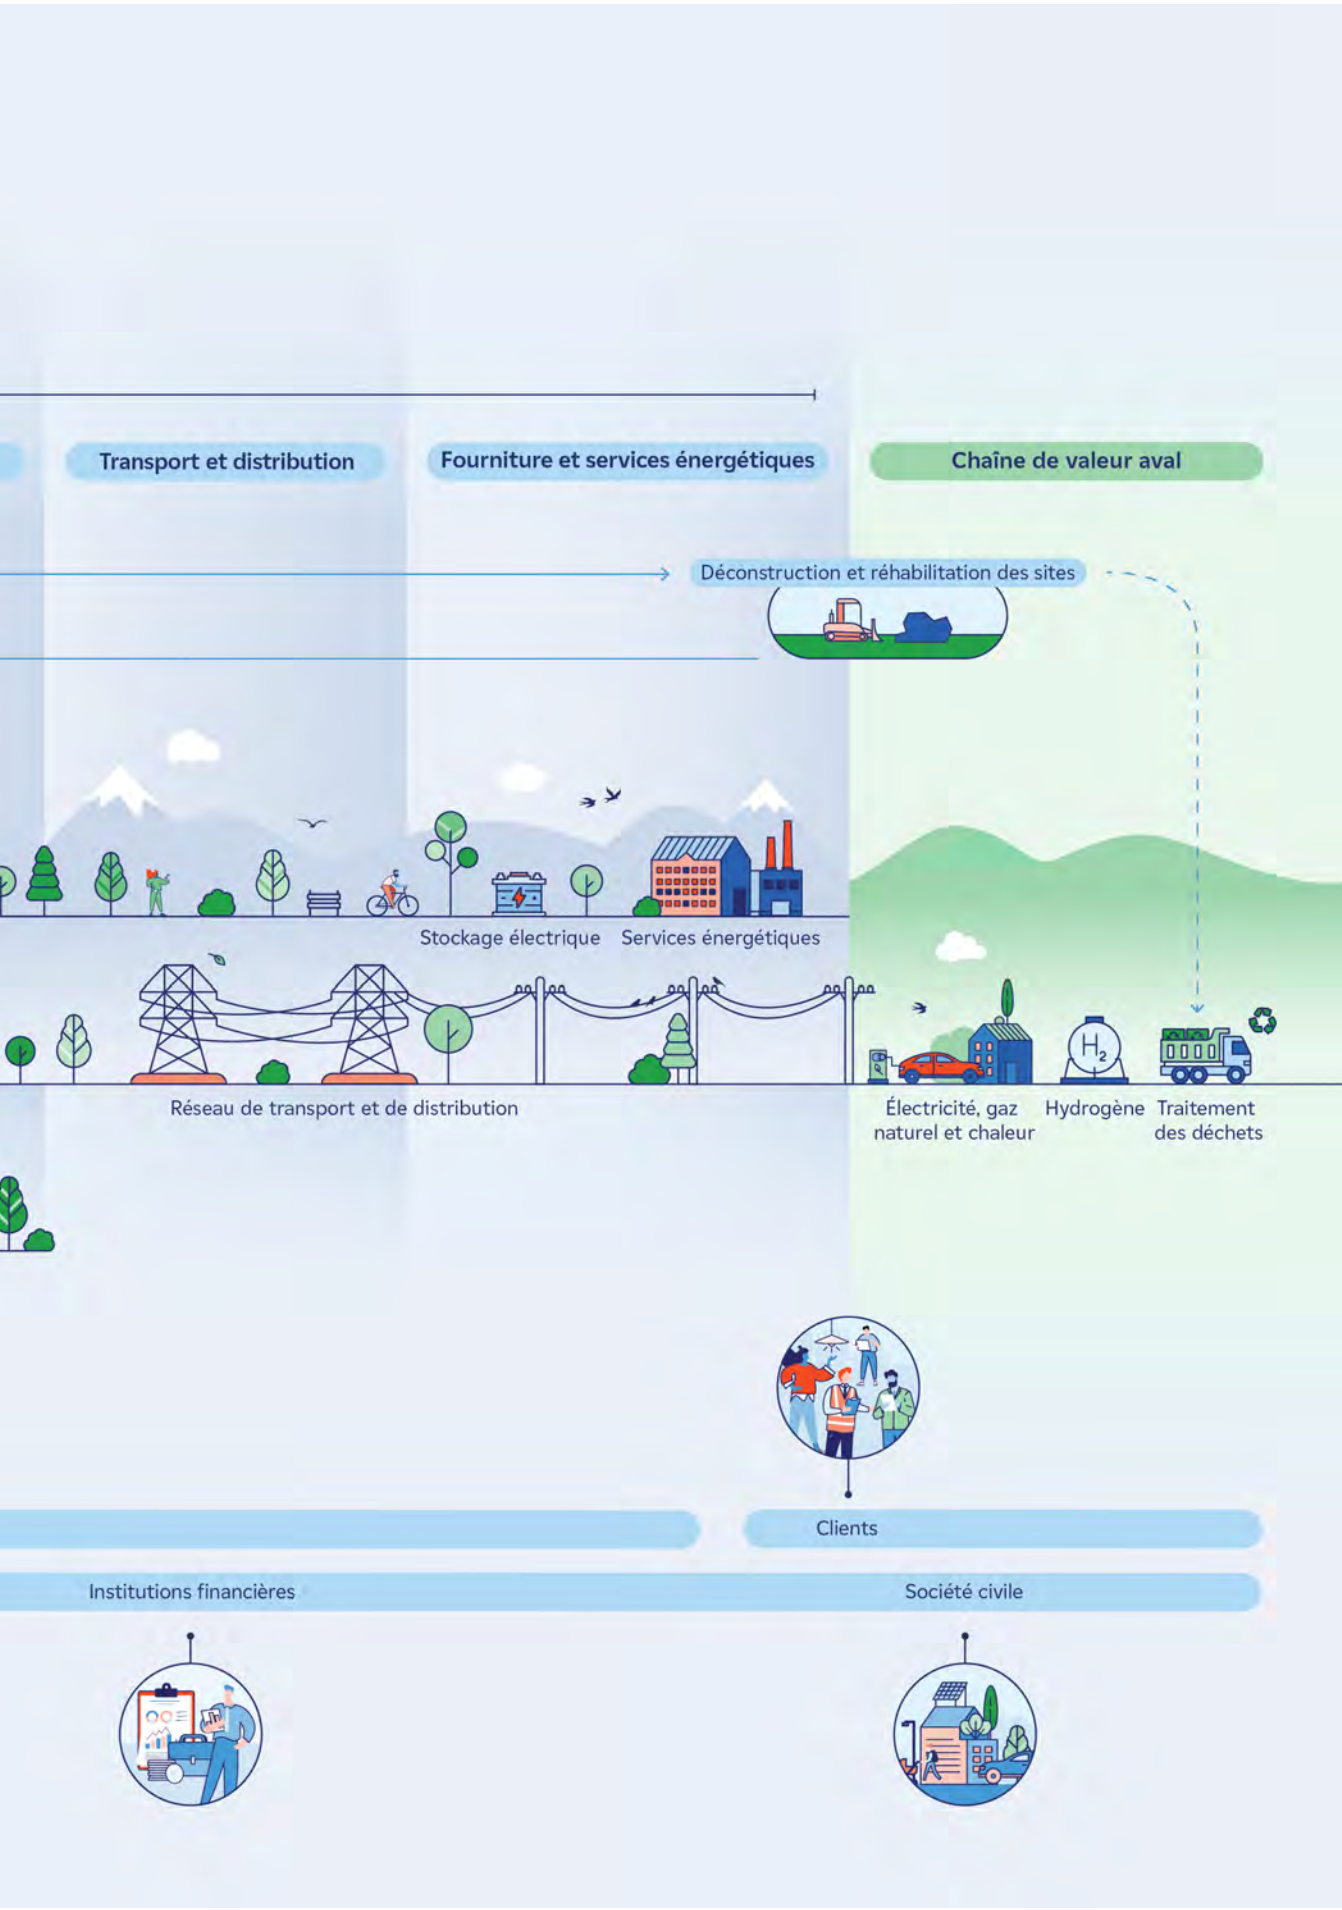 Transport et distribution
Fourniture et services énergétiques
Chaîne de valeur aval
Déconstruction et réhabilitation des sites
Stockage électrique
Services énergétiques
Réseau de transport et de distribution
Électricité, gaz
naturel et chaleur
H2
Hydrogène
Traitement
des déchets
Clients
Institutions financières
Société civile